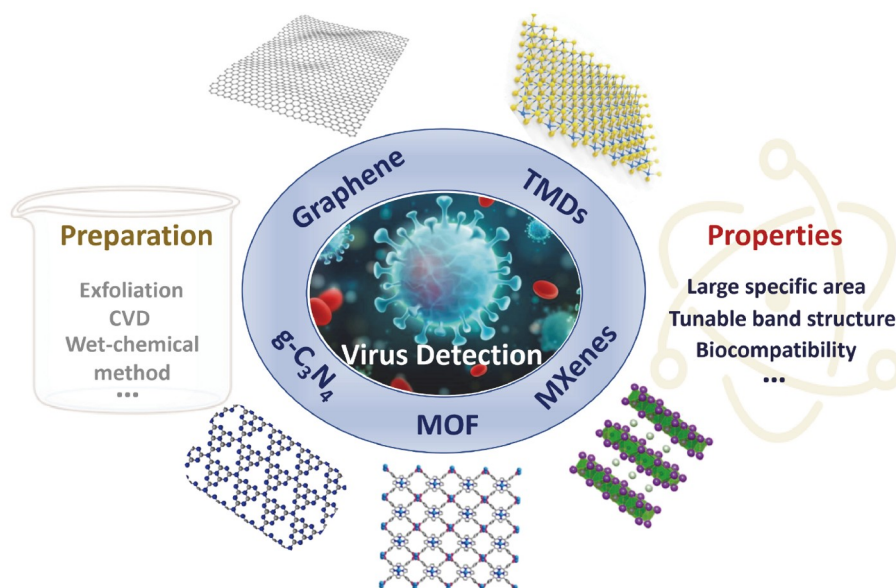 Graphene
TMDs
Preparation
Exfoliation
CVD
Wet-chemical
method
...
Properties
Large specific area
Tunable band structure
Biocompatibility
...
Virus Detection
g-C₃N₄
MOF
MXenes